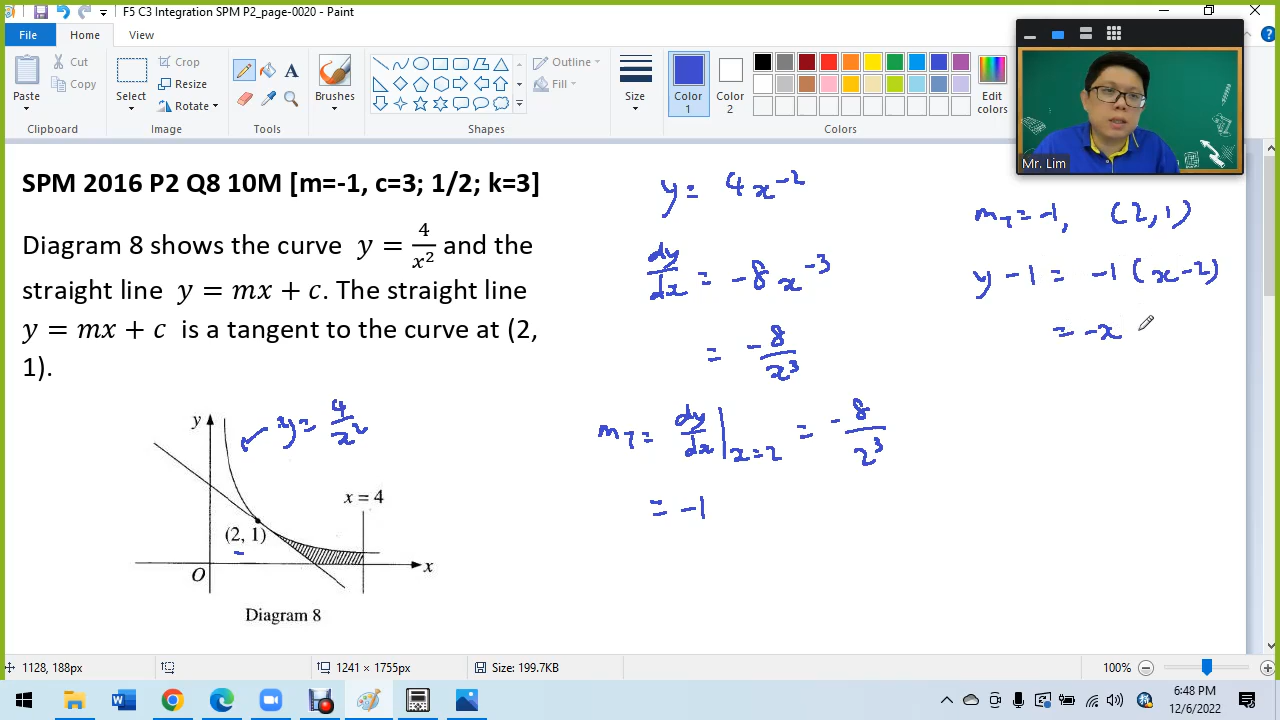 F5 C3 Integration SPM P2_page-0020 - Paint
File Home View
Paste Cut Copy Clipboard
Select Crop Resize Rotate Image
Tools
Brushes
Outline Fill Shapes
Size
Color 1 Color 2 Edit colors Colors
Mr. Lim
SPM 2016 P2 Q8 10M [m=-1, c=3; 1/2; k=3]
Diagram 8 shows the curve y = 4/x² and the
straight line y = mx + c. The straight line
y = mx + c is a tangent to the curve at (2,
1).
y
y = 4/x²
x = 4
(2, 1)
O
x
Diagram 8
y = 4x⁻²
dy/dx = -8x⁻³
= -8/x³
m_T = dy/dx|_x=2 = -8/2³
= -1
m_T = -1, (2, 1)
y - 1 = -1(x - 2)
= -x
1128, 188px
1241 × 1755px
Size: 199.7KB
100%
6:48 PM
12/6/2022